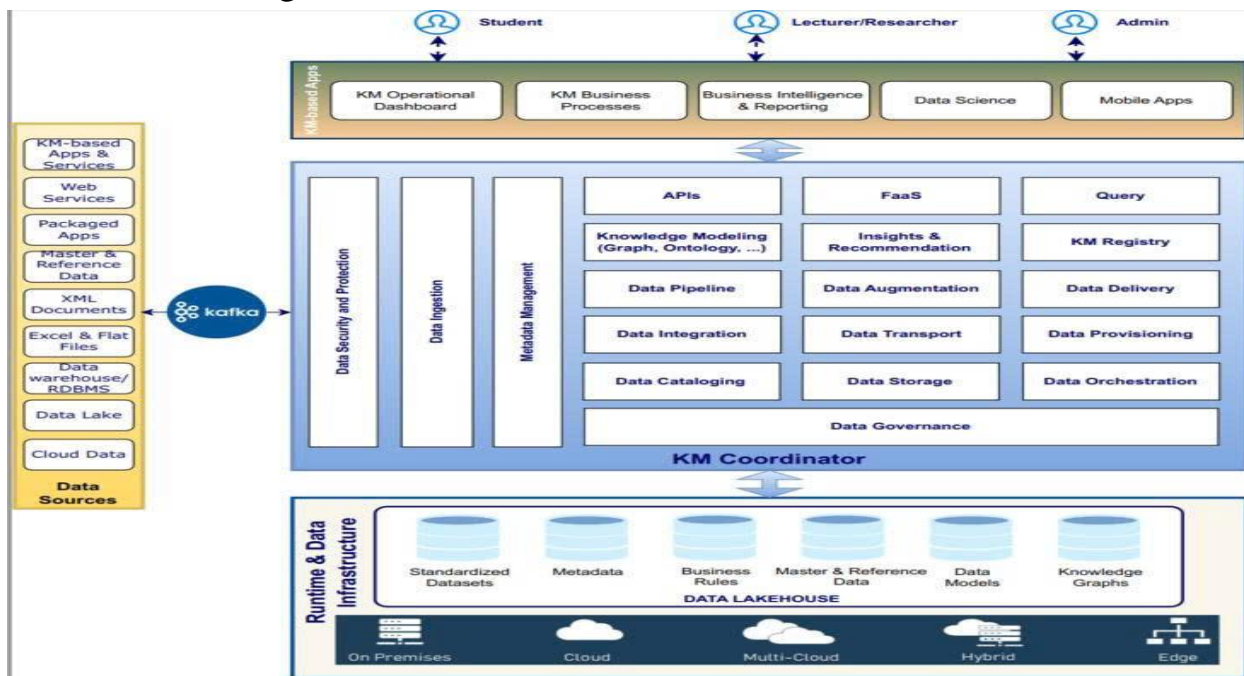 Student
Lecturer/Researcher
Admin
KM-based Apps
KM Operational
Dashboard
KM Business
Processes
Business Intelligence
& Reporting
Data Science
Mobile Apps
KM-based
Apps &
Services
Web
Services
Packaged
Apps
Master &
Reference
Data
XML
Documents
Excel & Flat
Files
Data
warehouse/
RDBMS
Data Lake
Cloud Data
Data
Sources
kafka
Data Security and Protection
Data Ingestion
Metadata Management
APIs
FaaS
Query
Knowledge Modeling
(Graph, Ontology, ...)
Insights &
Recommendation
KM Registry
Data Pipeline
Data Augmentation
Data Delivery
Data Integration
Data Transport
Data Provisioning
Data Cataloging
Data Storage
Data Orchestration
Data Governance
KM Coordinator
Runtime & Data
Infrastructure
Standardized
Datasets
Metadata
Business
Rules
Master & Reference
Data
Data
Models
Knowledge
Graphs
DATA LAKEHOUSE
On Premises
Cloud
Multi-Cloud
Hybrid
Edge